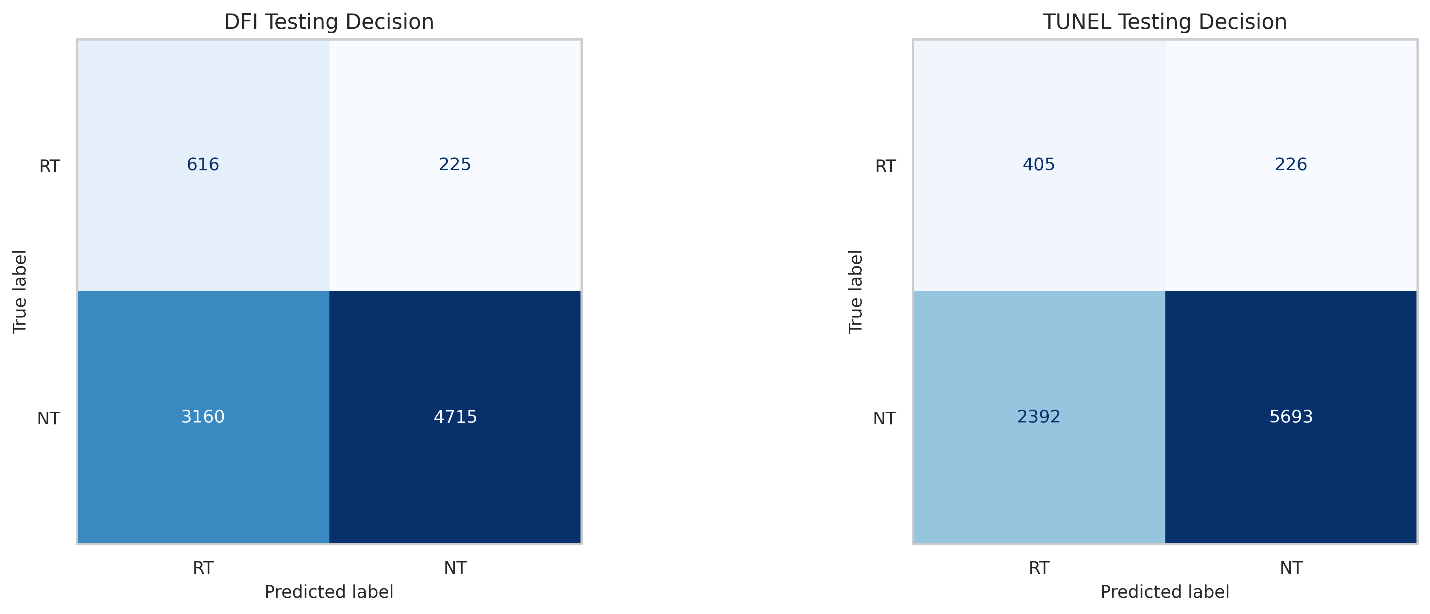 DFI Testing Decision
True label
RT
616
225
NT
3160
4715
RT
NT
Predicted label
TUNEL Testing Decision
True label
RT
405
226
NT
2392
5693
RT
NT
Predicted label